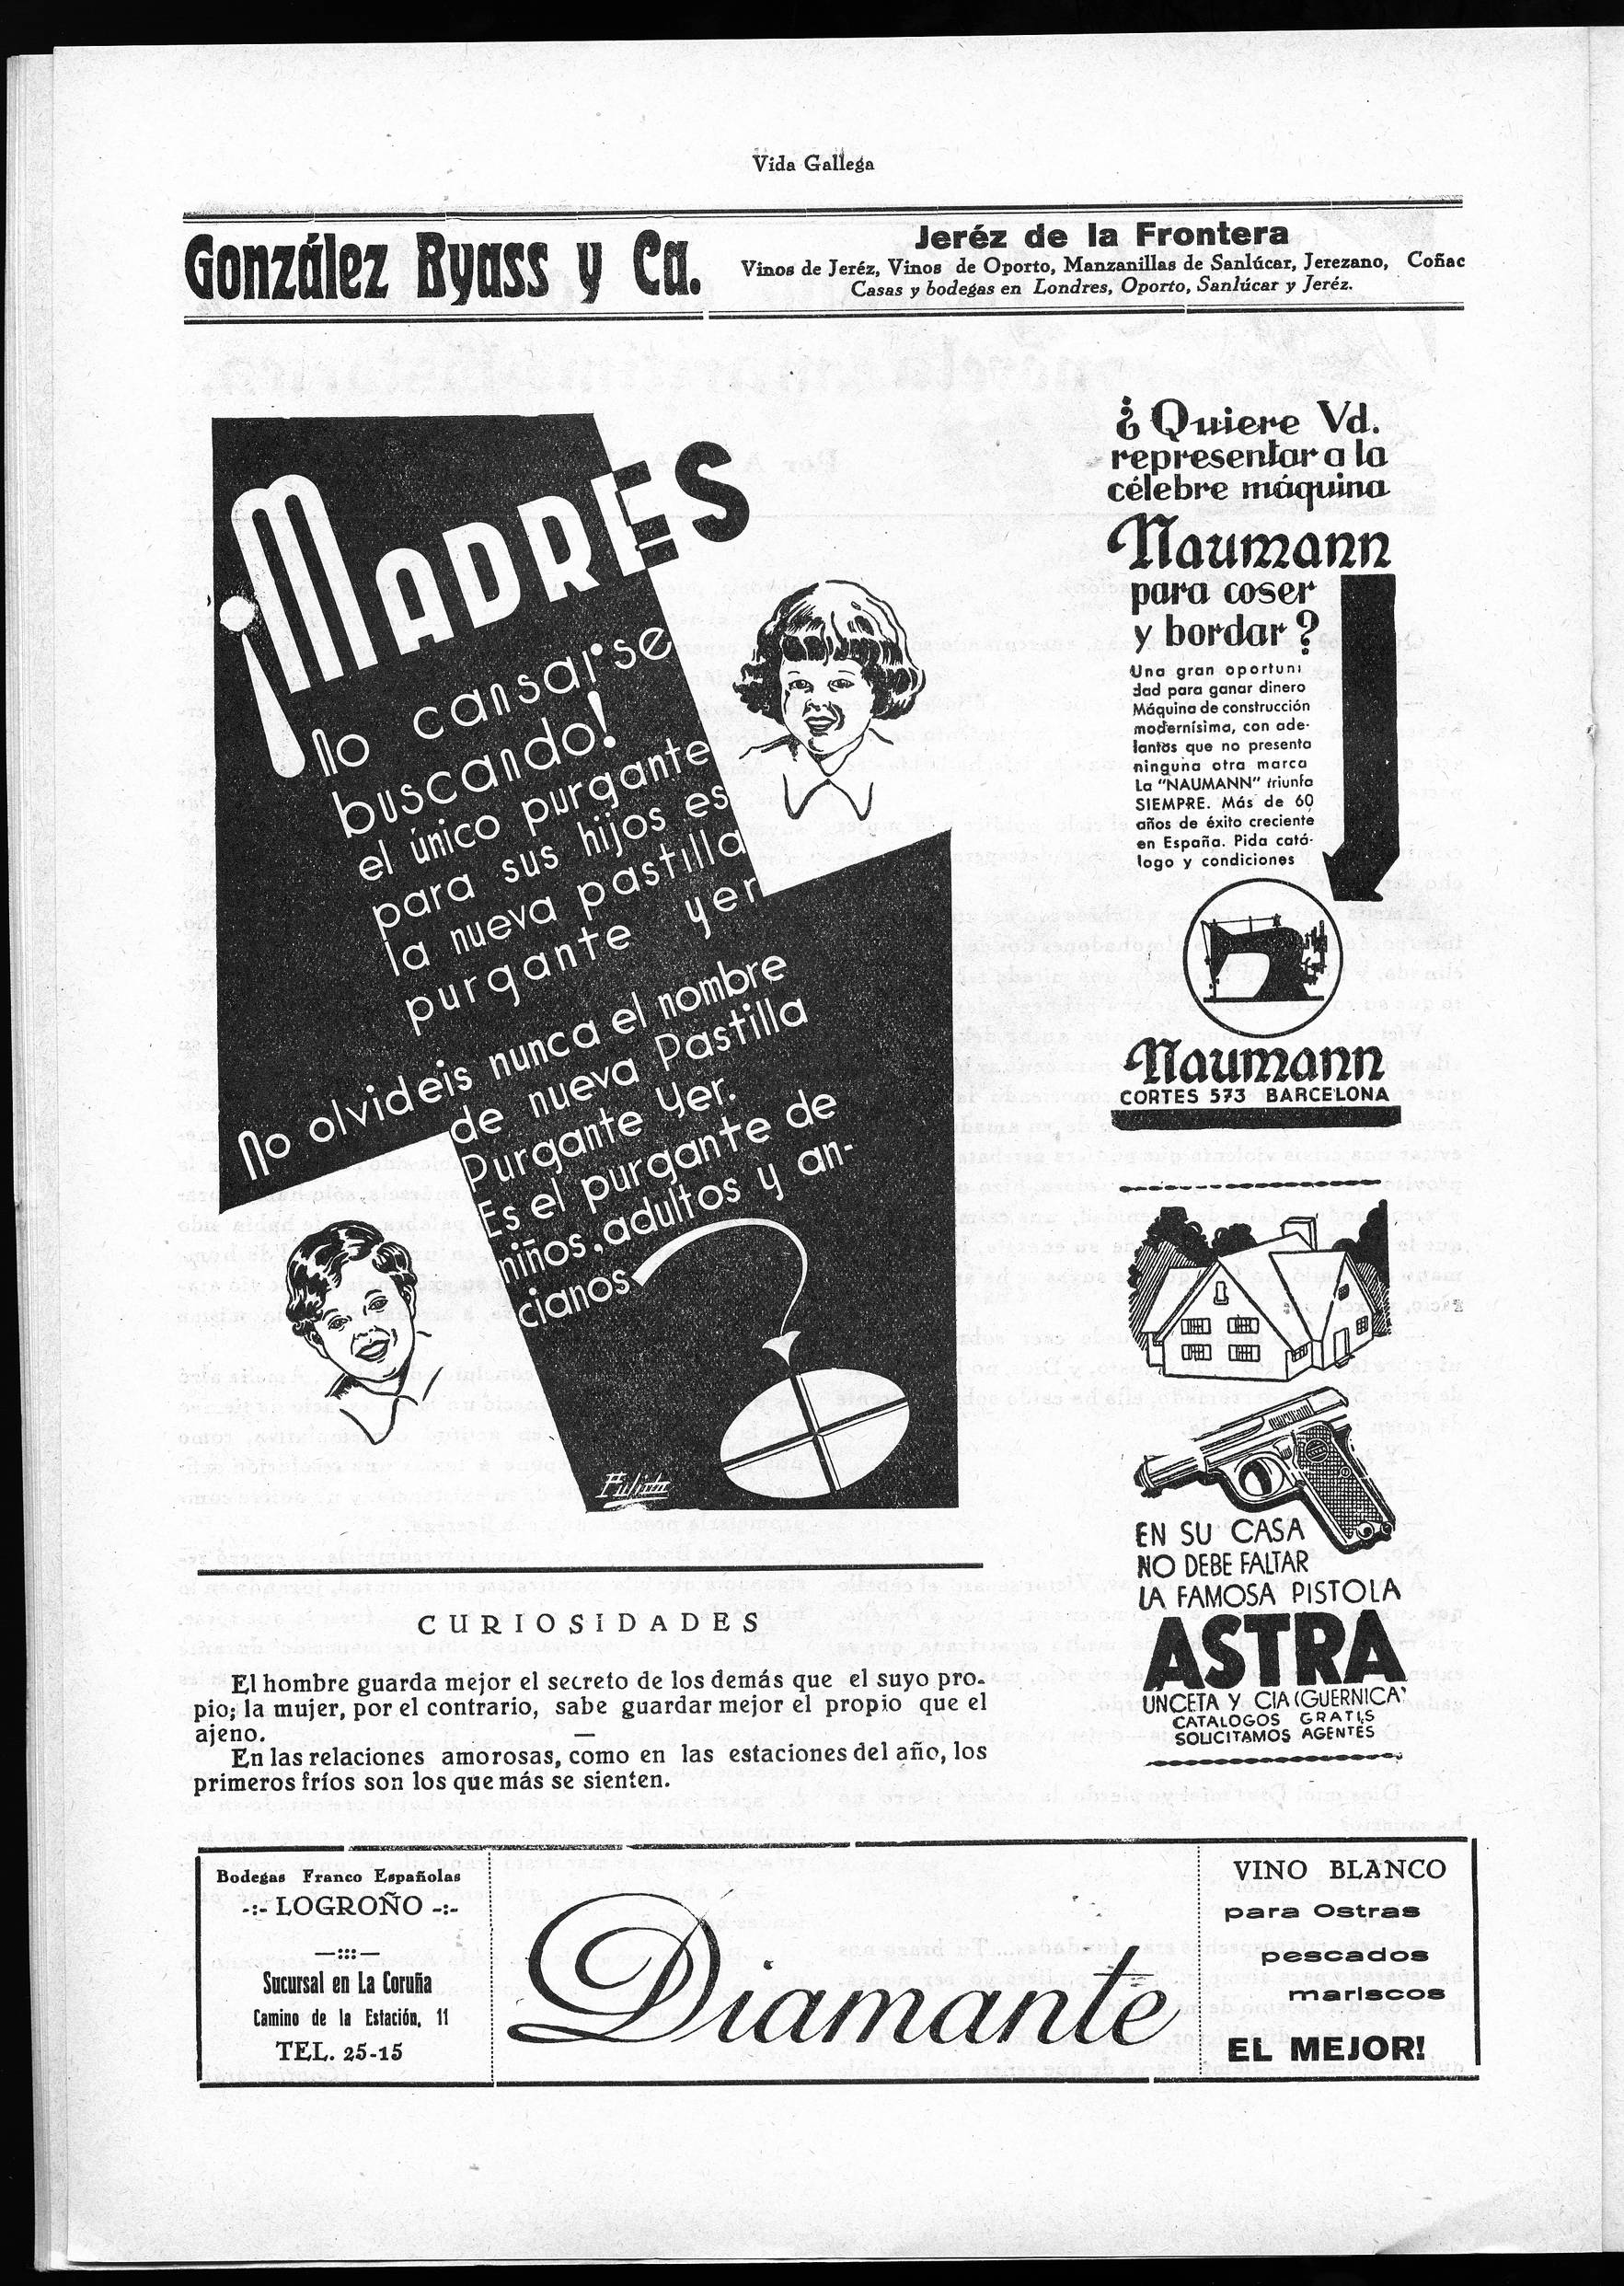 Vida Gallega
González Byass y Ca.
Jeréz de la Frontera
Vinos de Jeréz, Vinos de Oporto, Manzanillas de Sanlúcar, Jerezano, Coñac
Casas y bodegas en Londres, Oporto, Sanlúcar y Jeréz.
¡MADRES
no cansarse
buscando!
el único purgante
para sus hijos es
la nueva pastilla
purgante yer
No olvideis nunca el nombre
de nueva Pastilla
Purgante Yer.
Es el purgante de
niños, adultos y an-
cianos
Pulido
¿Quiere Vd.
representar a la
célebre máquina
Naumann
para coser
y bordar?
Una gran oportuni
dad para ganar dinero
Máquina de construcción
modernísima, con ade-
lantos que no presenta
ninguna otra marca
La "NAUMANN" triunfa
SIEMPRE. Más de 60
años de éxito creciente
en España. Pida catá-
logo y condiciones
Naumann
CORTES 573 BARCELONA
EN SU CASA
NO DEBE FALTAR
LA FAMOSA PISTOLA
ASTRA
UNCETA Y CIA (GUERNICA)
CATALOGOS GRATIS
SOLICITAMOS AGENTES
CURIOSIDADES
El hombre guarda mejor el secreto de los demás que el suyo pro-
pio; la mujer, por el contrario, sabe guardar mejor el propio que el
ajeno.
—
En las relaciones amorosas, como en las estaciones del año, los
primeros fríos son los que más se sienten.
Bodegas Franco Españolas
-:- LOGROÑO -:-
—:::—
Sucursal en La Coruña
Camino de la Estación, 11
TEL. 25-15
Diamante
VINO BLANCO
para Ostras
pescados
mariscos
EL MEJOR!